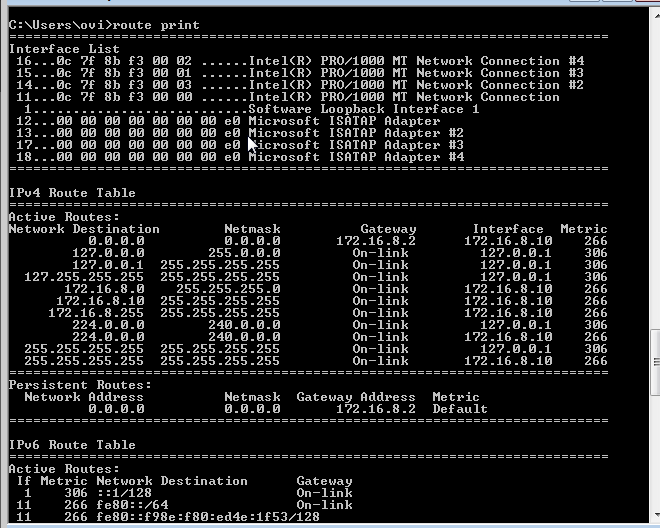 C:\Users\ovi>route print
===========================================================================
Interface List
16...0c 7f 8b f3 00 02 ......Intel(R) PRO/1000 MT Network Connection #4
15...0c 7f 8b f3 00 01 ......Intel(R) PRO/1000 MT Network Connection #3
14...0c 7f 8b f3 00 03 ......Intel(R) PRO/1000 MT Network Connection #2
11...0c 7f 8b f3 00 00 ......Intel(R) PRO/1000 MT Network Connection
1...........................Software Loopback Interface 1
12...00 00 00 00 00 00 00 e0 Microsoft ISATAP Adapter
13...00 00 00 00 00 00 00 e0 Microsoft ISATAP Adapter #2
17...00 00 00 00 00 00 00 e0 Microsoft ISATAP Adapter #3
18...00 00 00 00 00 00 00 e0 Microsoft ISATAP Adapter #4
===========================================================================
IPv4 Route Table
===========================================================================
Active Routes:
Network Destination Netmask Gateway Interface Metric
0.0.0.0 0.0.0.0 172.16.8.2 172.16.8.10 266
127.0.0.0 255.0.0.0 On-link 127.0.0.1 306
127.0.0.1 255.255.255.255 On-link 127.0.0.1 306
127.255.255.255 255.255.255.255 On-link 127.0.0.1 306
172.16.8.0 255.255.255.0 On-link 172.16.8.10 266
172.16.8.10 255.255.255.255 On-link 172.16.8.10 266
172.16.8.255 255.255.255.255 On-link 172.16.8.10 266
224.0.0.0 240.0.0.0 On-link 127.0.0.1 306
224.0.0.0 240.0.0.0 On-link 172.16.8.10 266
255.255.255.255 255.255.255.255 On-link 127.0.0.1 306
255.255.255.255 255.255.255.255 On-link 172.16.8.10 266
===========================================================================
Persistent Routes:
Network Address Netmask Gateway Address Metric
0.0.0.0 0.0.0.0 172.16.8.2 Default
===========================================================================
IPv6 Route Table
===========================================================================
Active Routes:
If Metric Network Destination Gateway
1 306 ::1/128 On-link
11 266 fe80::/64 On-link
11 266 fe80::f98e:f80:ed4e:1f53/128